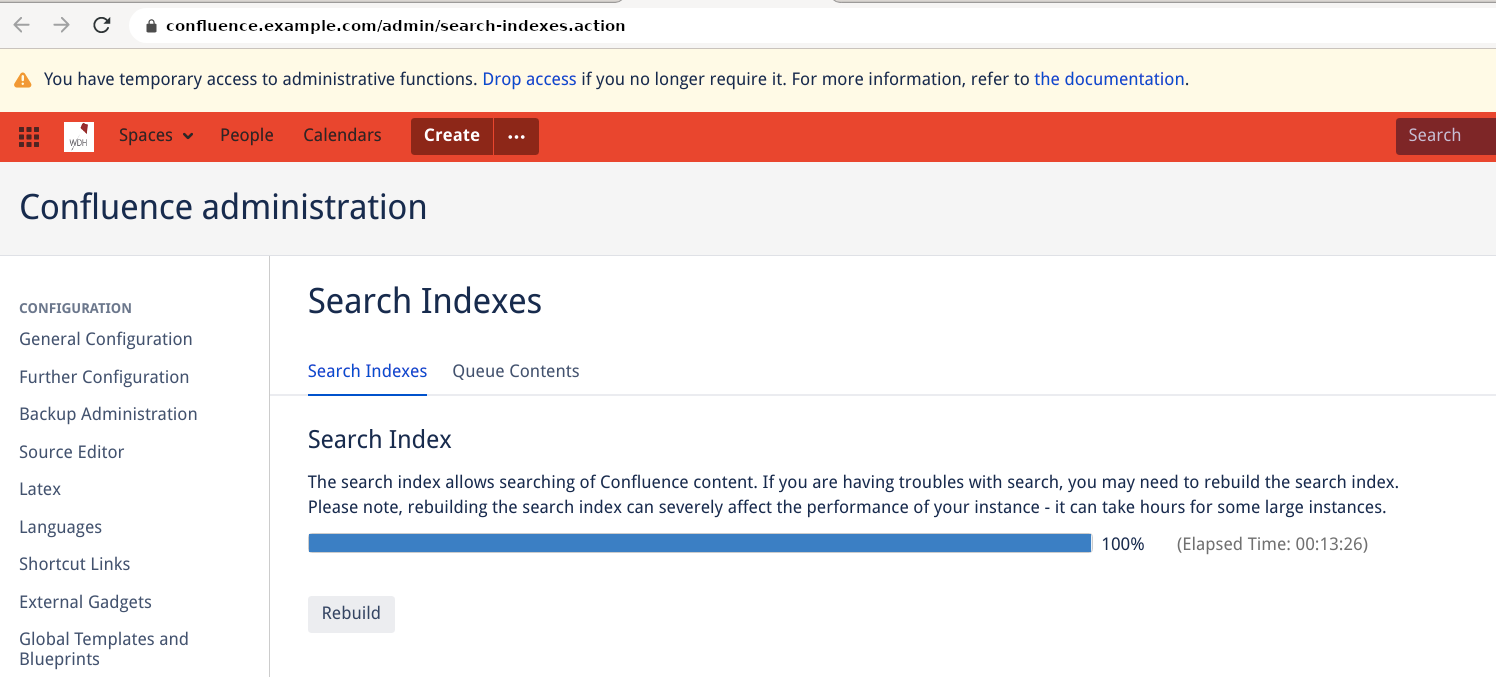 confluence.example.com/admin/search-indexes.action
You have temporary access to administrative functions. Drop access if you no longer require it. For more information, refer to the documentation.
WDH Spaces People Calendars Create ··· Search
Confluence administration
CONFIGURATION
General Configuration
Further Configuration
Backup Administration
Source Editor
Latex
Languages
Shortcut Links
External Gadgets
Global Templates and
Blueprints
Search Indexes
Search Indexes Queue Contents
Search Index
The search index allows searching of Confluence content. If you are having troubles with search, you may need to rebuild the search index.
Please note, rebuilding the search index can severely affect the performance of your instance - it can take hours for some large instances.
100% (Elapsed Time: 00:13:26)
Rebuild